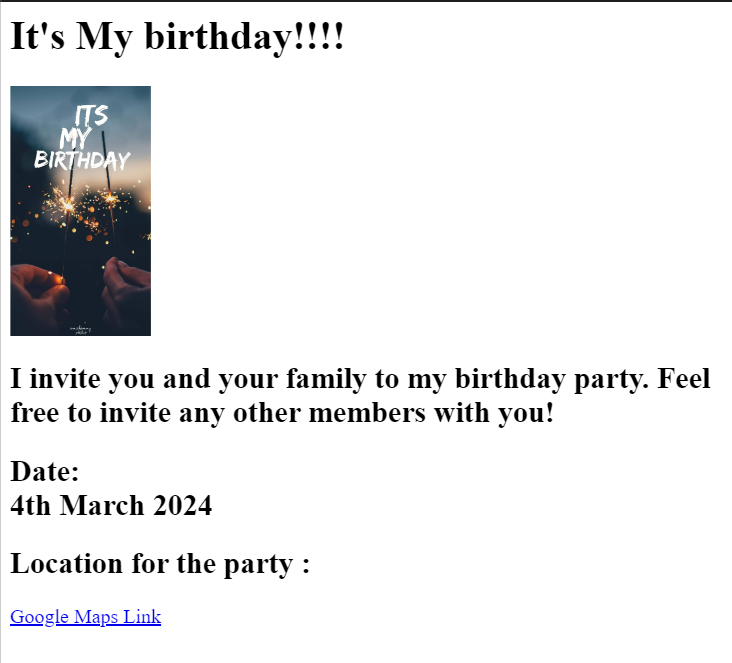 It's My birthday!!!!
ITS
MY
BIRTHDAY
I invite you and your family to my birthday party. Feel
free to invite any other members with you!
Date:
4th March 2024
Location for the party :
Google Maps Link